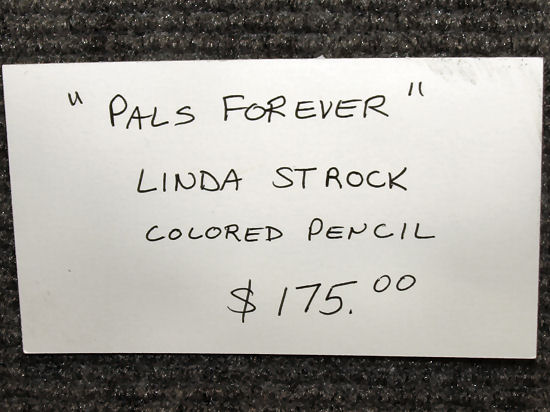 "PALS FOREVER"
LINDA STROCK
COLORED PENCIL
$175.00